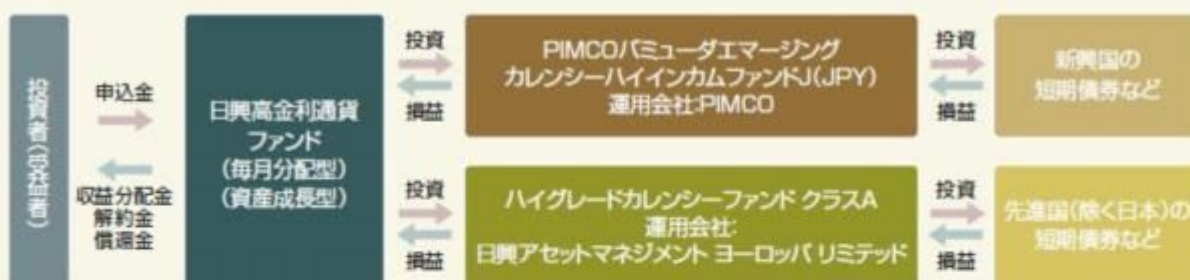 投資者(受益者)
申込金
収益分配金
解約金
償還金
日興高金利通貨
ファンド
(毎月分配型)
(資産成長型)
投資
損益
PIMCOバミューダエマージング
カレンシーハイインカムファンドJ(JPY)
運用会社:PIMCO
投資
損益
新興国の
短期債券など
投資
損益
ハイグレードカレンシーファンド クラスA
運用会社:
日興アセットマネジメント ヨーロッパ リミテッド
投資
損益
先進国(除く日本)の
短期債券など